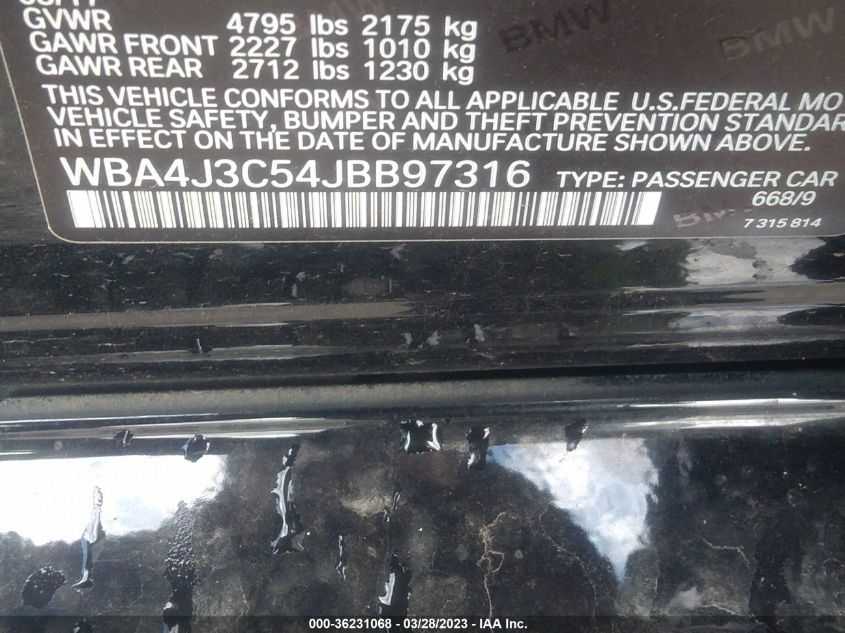 GVWR 4795 lbs 2175 kg
GAWR FRONT 2227 lbs 1010 kg
GAWR REAR 2712 lbs 1230 kg
THIS VEHICLE CONFORMS TO ALL APPLICABLE U.S.FEDERAL MO
VEHICLE SAFETY, BUMPER AND THEFT PREVENTION STANDAR
IN EFFECT ON THE DATE OF MANUFACTURE SHOWN ABOVE.
WBA4J3C54JBB97316 TYPE: PASSENGER CAR
668/9
7 315 814
BMW
BMW
BMW
000-36231068 - 03/28/2023 - IAA Inc.